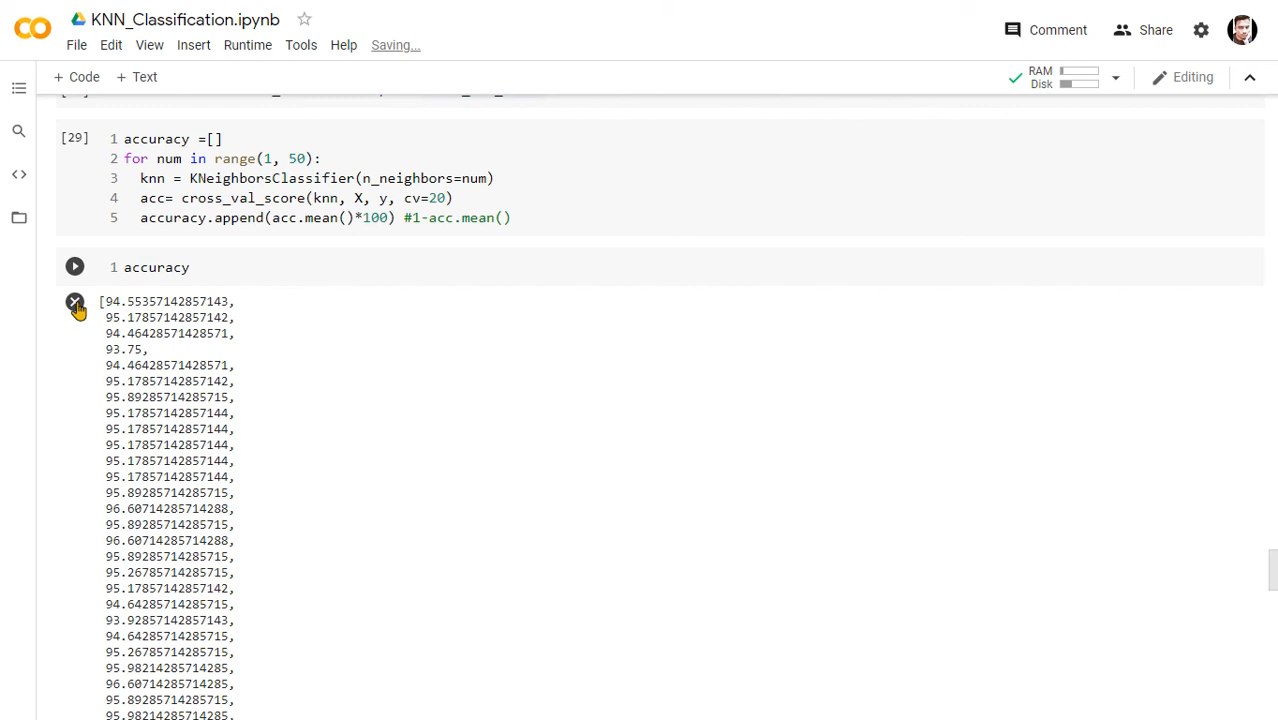 KNN_Classification.ipynb
File Edit View Insert Runtime Tools Help Saving...
Comment Share
+ Code + Text
RAM
Disk
Editing
[29] 1 accuracy =[]
2 for num in range(1, 50):
3 knn = KNeighborsClassifier(n_neighbors=num)
4 acc= cross_val_score(knn, X, y, cv=20)
5 accuracy.append(acc.mean()*100) #1-acc.mean()
1 accuracy
[94.55357142857143,
95.17857142857142,
94.46428571428571,
93.75,
94.46428571428571,
95.17857142857142,
95.89285714285715,
95.17857142857144,
95.17857142857144,
95.17857142857144,
95.17857142857144,
95.17857142857144,
95.89285714285715,
96.60714285714288,
95.89285714285715,
96.60714285714288,
95.89285714285715,
95.26785714285715,
95.17857142857142,
94.64285714285715,
93.92857142857143,
94.64285714285715,
95.26785714285715,
95.98214285714285,
96.60714285714285,
95.89285714285715,
95.98214285714285,